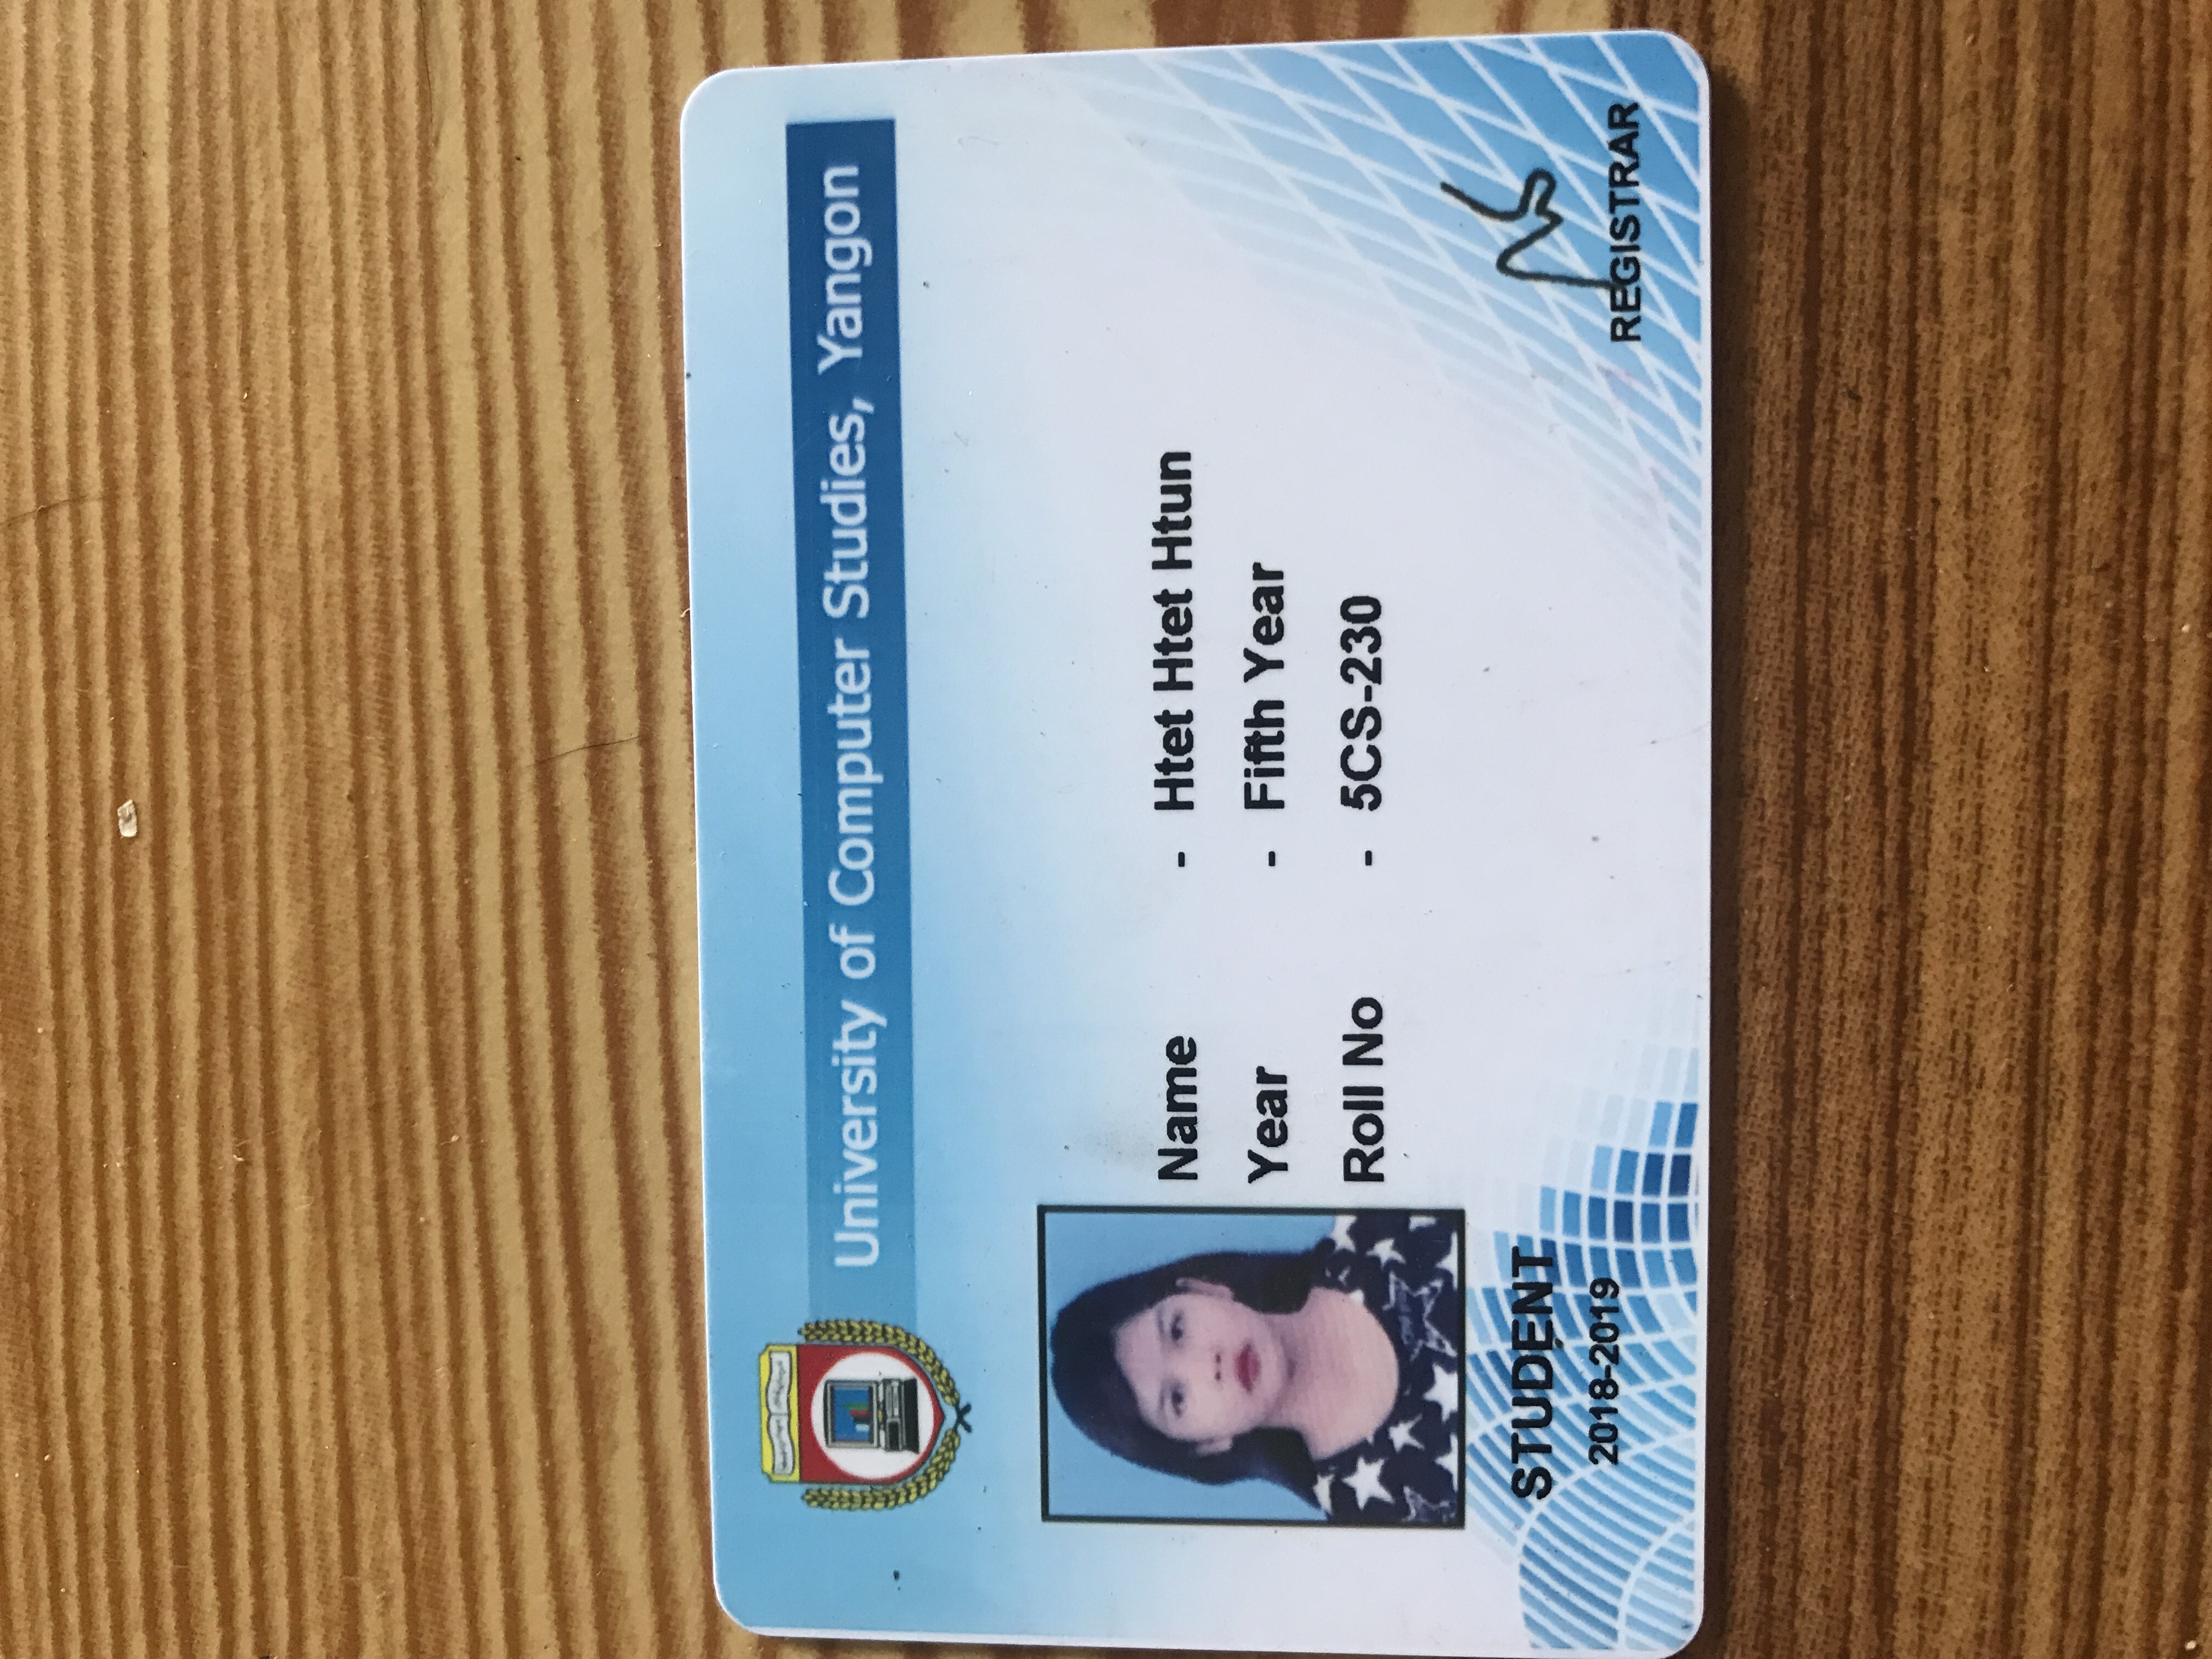 University of Computer Studies, Yangon
Name - Htet Htet Htun
Year - Fifth Year
Roll No - 5CS-230
STUDENT
2018-2019
REGISTRAR